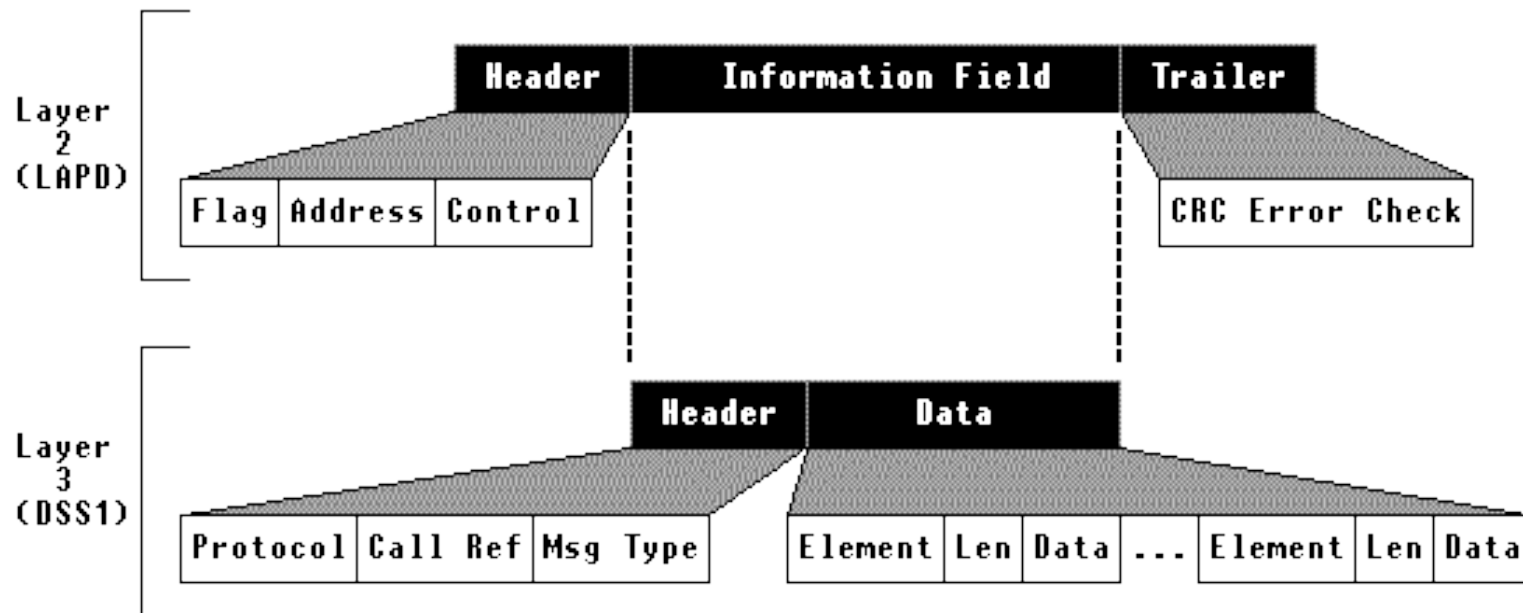 Header Information Field Trailer
Layer
2
(LAPD)
Flag Address Control
CRC Error Check
Header Data
Layer
3
(DSS1)
Protocol Call Ref Msg Type
Element Len Data ... Element Len Data